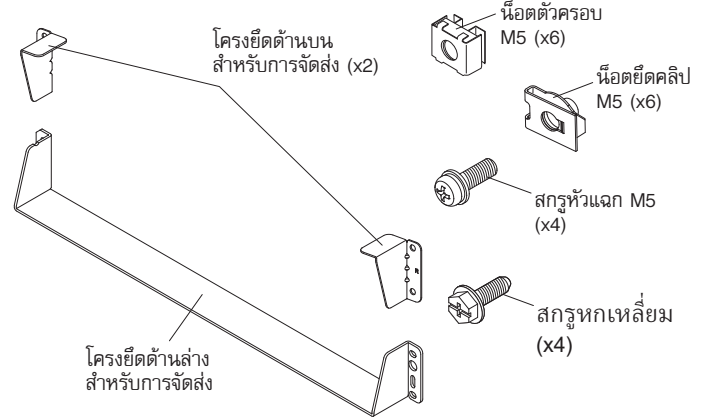 โครงยึดด้านบน
สำหรับการจัดส่ง (x2)
น็อตตัวครอบ
M5 (x6)
น็อตยึดคลิป
M5 (x6)
สกรูหัวแฉก M5
(x4)
สกรูหกเหลี่ยม
(x4)
โครงยึดด้านล่าง
สำหรับการจัดส่ง